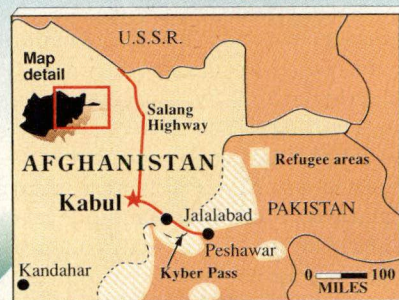 U.S.S.R.
Map
detail
Salang
Highway
AFGHANISTAN
Refugee areas
Kabul
Jalalabad
PAKISTAN
Peshawar
Kandahar
Kyber Pass
0 100
MILES